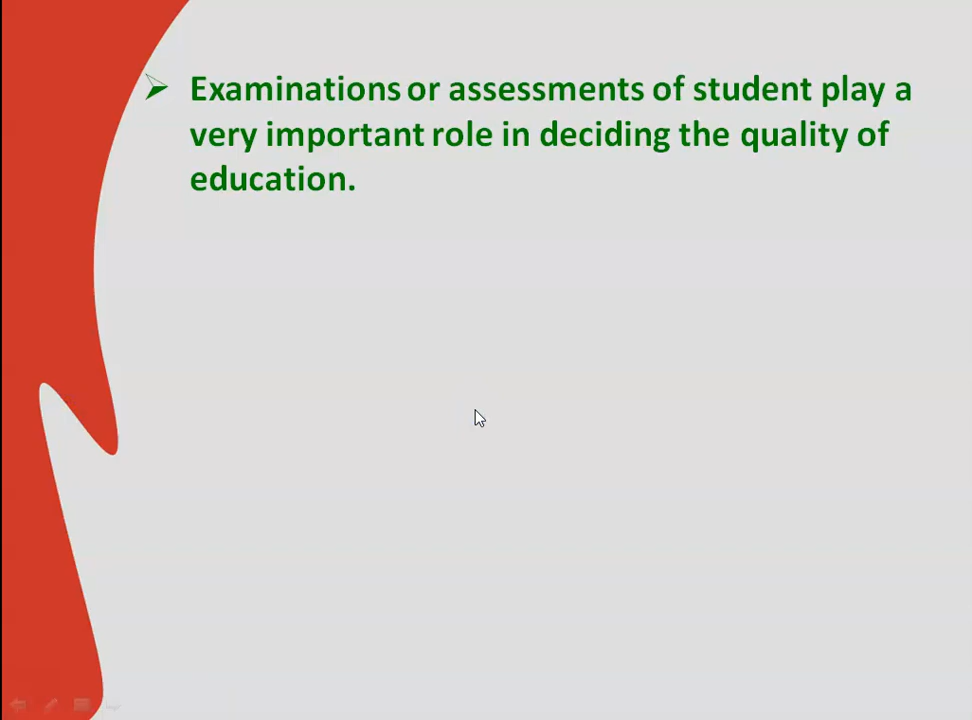 Examinations or assessments of student play a
very important role in deciding the quality of
education.